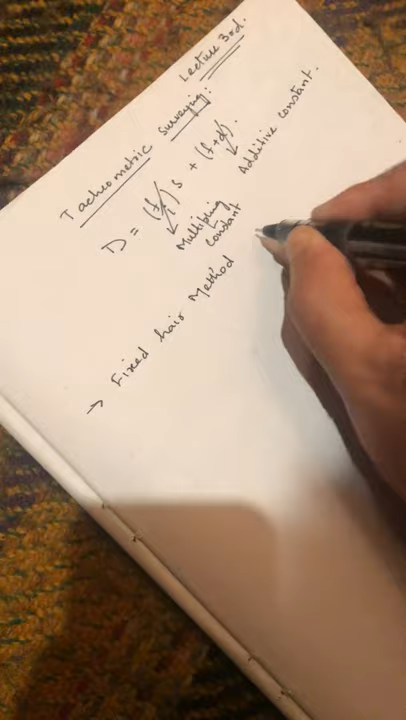 Lecture 3rd.
Tacheometric Surveying:
D = (f/i) s + (f+d).
Multiplying constant
Additive constant.
→ Fixed hair Method